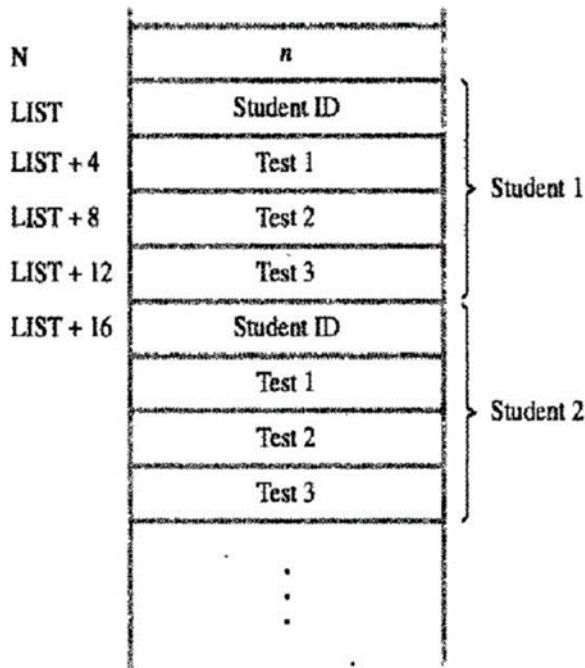 N n
LIST Student ID
LIST + 4 Test 1
Student 1
LIST + 8 Test 2
LIST + 12 Test 3
LIST + 16 Student ID
Test 1
Student 2
Test 2
Test 3